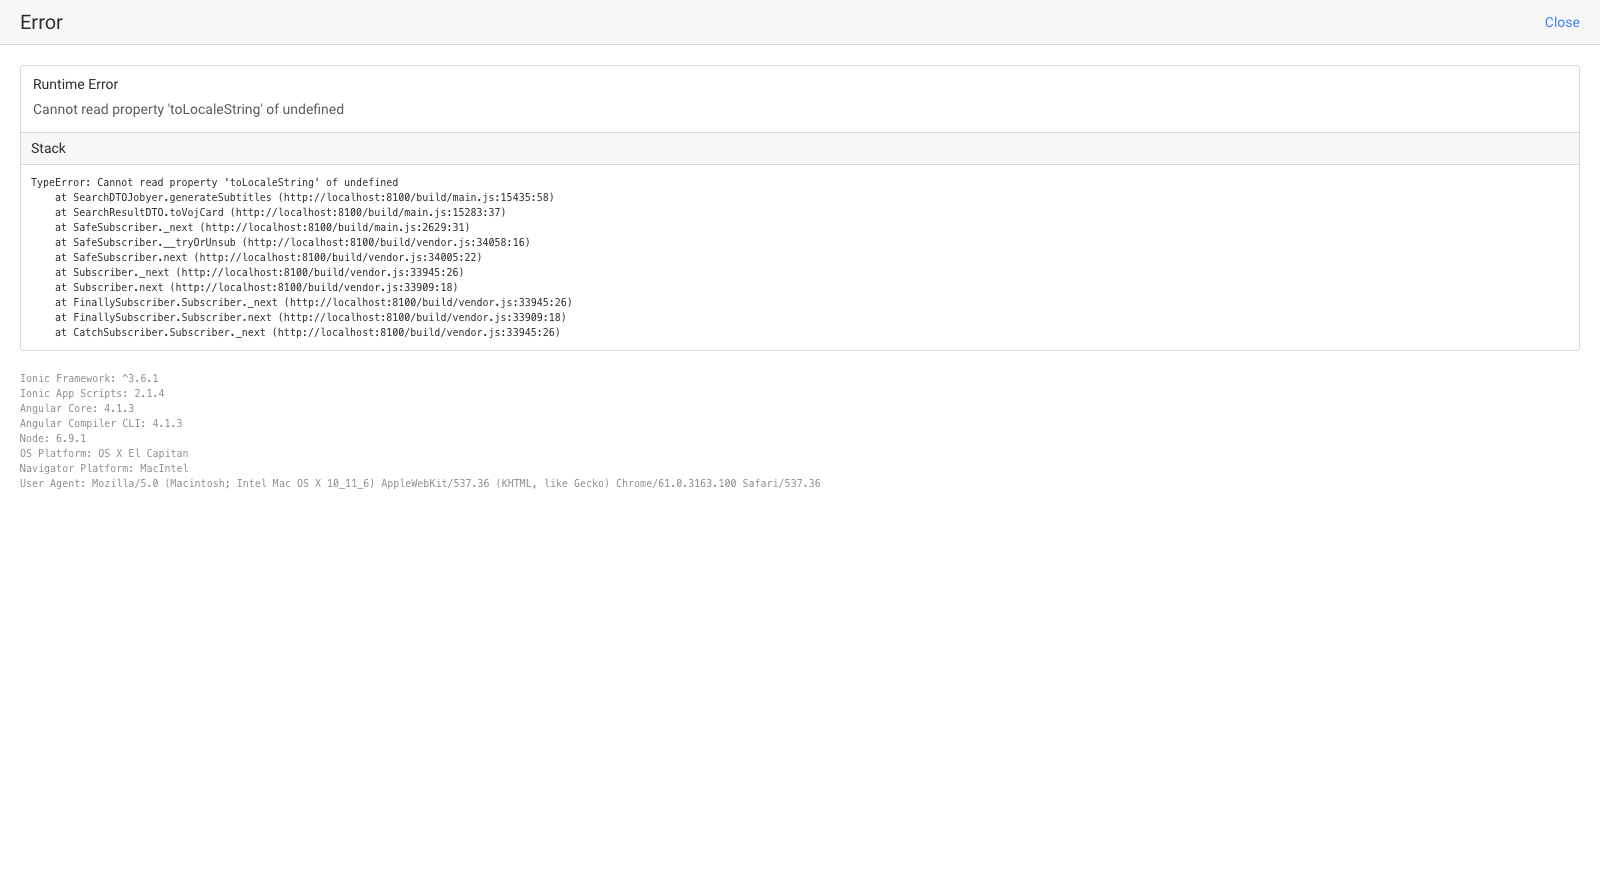 Error
Close
Runtime Error
Cannot read property 'toLocaleString' of undefined
Stack
TypeError: Cannot read property 'toLocaleString' of undefined
    at SearchDTOJobyer.generateSubtitles (http://localhost:8100/build/main.js:15435:58)
    at SearchResultDTO.toVojCard (http://localhost:8100/build/main.js:15283:37)
    at SafeSubscriber._next (http://localhost:8100/build/main.js:2629:31)
    at SafeSubscriber.__tryOrUnsub (http://localhost:8100/build/vendor.js:34058:16)
    at SafeSubscriber.next (http://localhost:8100/build/vendor.js:34005:22)
    at Subscriber._next (http://localhost:8100/build/vendor.js:33945:26)
    at Subscriber.next (http://localhost:8100/build/vendor.js:33909:18)
    at FinallySubscriber.Subscriber._next (http://localhost:8100/build/vendor.js:33945:26)
    at FinallySubscriber.Subscriber.next (http://localhost:8100/build/vendor.js:33909:18)
    at CatchSubscriber.Subscriber._next (http://localhost:8100/build/vendor.js:33945:26)
Ionic Framework: ^3.6.1
Ionic App Scripts: 2.1.4
Angular Core: 4.1.3
Angular Compiler CLI: 4.1.3
Node: 6.9.1
OS Platform: OS X El Capitan
Navigator Platform: MacIntel
User Agent: Mozilla/5.0 (Macintosh; Intel Mac OS X 10_11_6) AppleWebKit/537.36 (KHTML, like Gecko) Chrome/61.0.3163.100 Safari/537.36